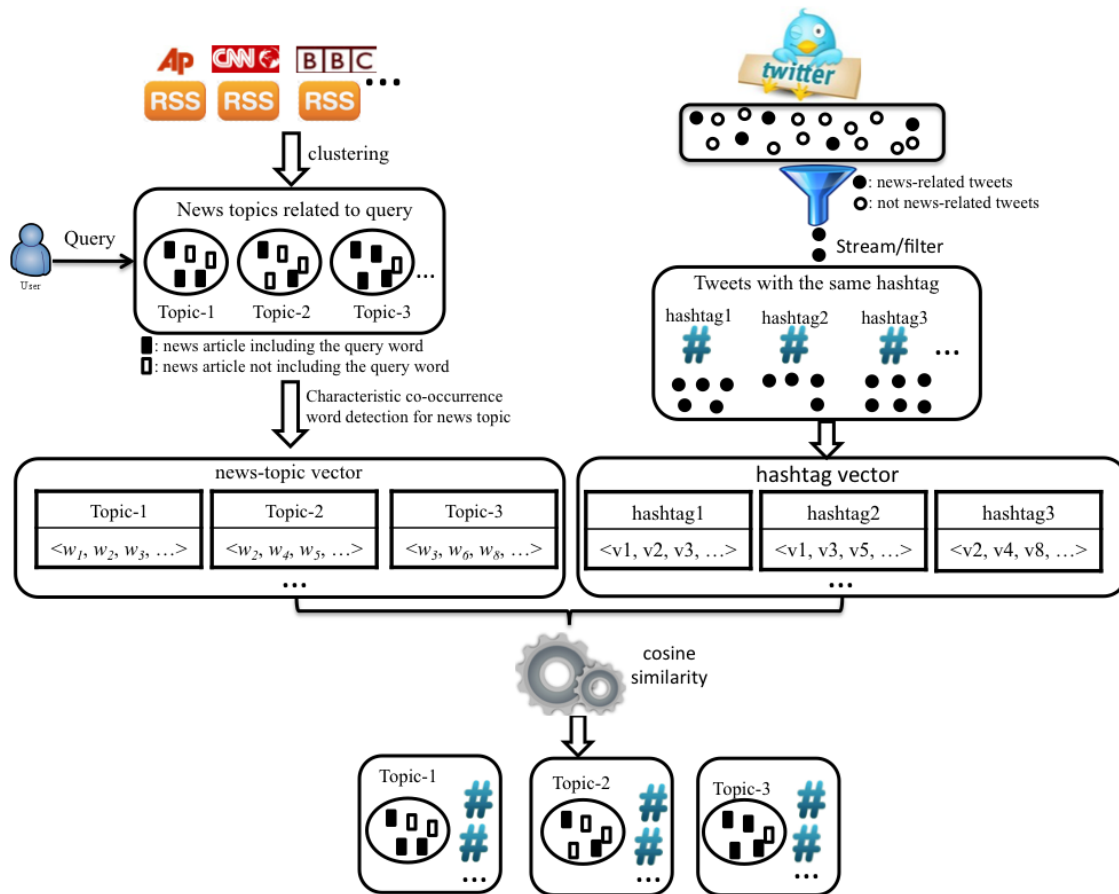 AP
CNN
BBC
...
RSS
RSS
RSS
clustering
User
Query
News topics related to query
...
Topic-1
Topic-2
Topic-3
: news article including the query word
: news article not including the query word
Characteristic co-occurrence
word detection for news topic
twitter
: news-related tweets
: not news-related tweets
Stream/filter
Tweets with the same hashtag
hashtag1
hashtag2
hashtag3
# # # ...
news-topic vector
Topic-1
Topic-2
Topic-3
<w1, w2, w3, …>
<w2, w4, w5, …>
<w3, w6, w8, …>
...
hashtag vector
hashtag1
hashtag2
hashtag3
<v1, v2, v3, …>
<v1, v3, v5, …>
<v2, v4, v8, …>
...
cosine
similarity
Topic-1
#
#
...
Topic-2
#
#
...
Topic-3
#
#
...